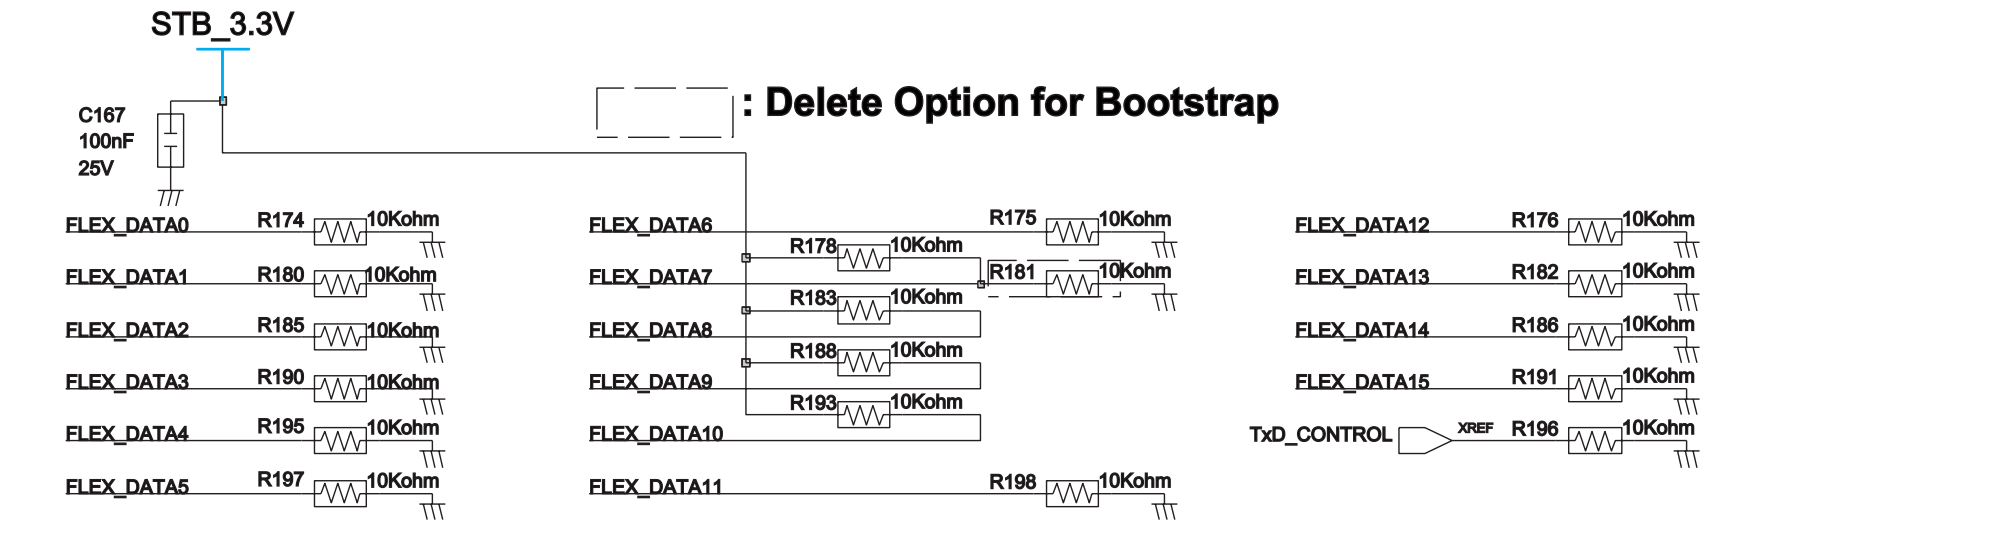 STB_3.3V
C167
100nF
25V
: Delete Option for Bootstrap
FLEX_DATA0 R174 10Kohm
FLEX_DATA1 R180 10Kohm
FLEX_DATA2 R185 10Kohm
FLEX_DATA3 R190 10Kohm
FLEX_DATA4 R195 10Kohm
FLEX_DATA5 R197 10Kohm
FLEX_DATA6 R175 10Kohm
R178 10Kohm
FLEX_DATA7 R181 10Kohm
R183 10Kohm
FLEX_DATA8
R188 10Kohm
FLEX_DATA9
R193 10Kohm
FLEX_DATA10
FLEX_DATA11 R198 10Kohm
FLEX_DATA12 R176 10Kohm
FLEX_DATA13 R182 10Kohm
FLEX_DATA14 R186 10Kohm
FLEX_DATA15 R191 10Kohm
TxD_CONTROL XREF R196 10Kohm